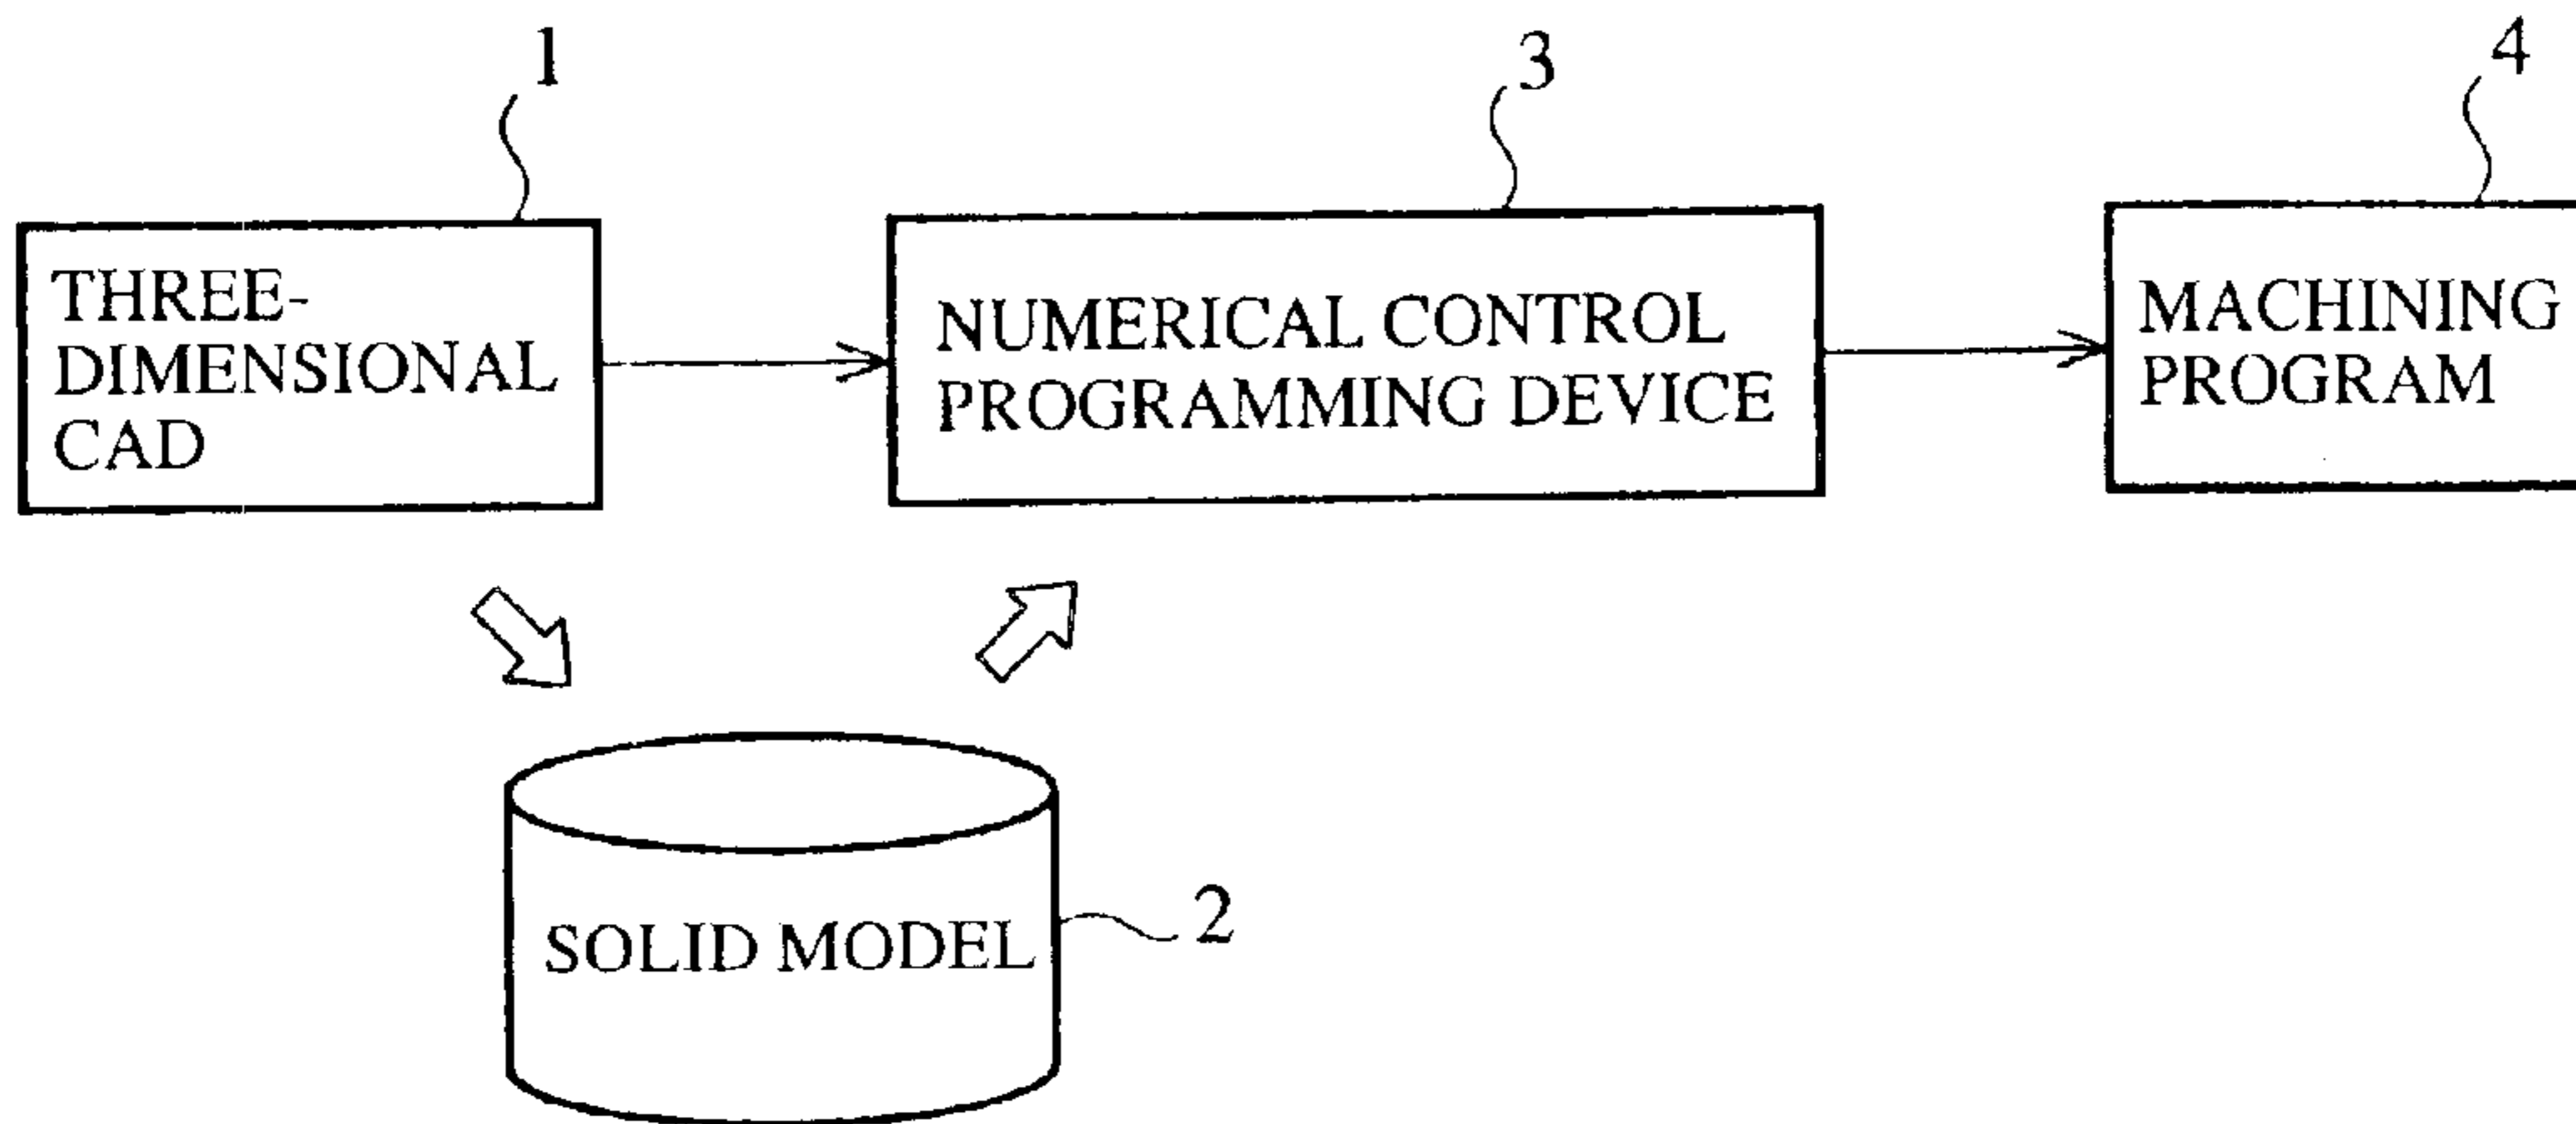 1
3
4
THREE-
DIMENSIONAL
CAD
NUMERICAL CONTROL
PROGRAMMING DEVICE
MACHINING
PROGRAM
SOLID MODEL
2